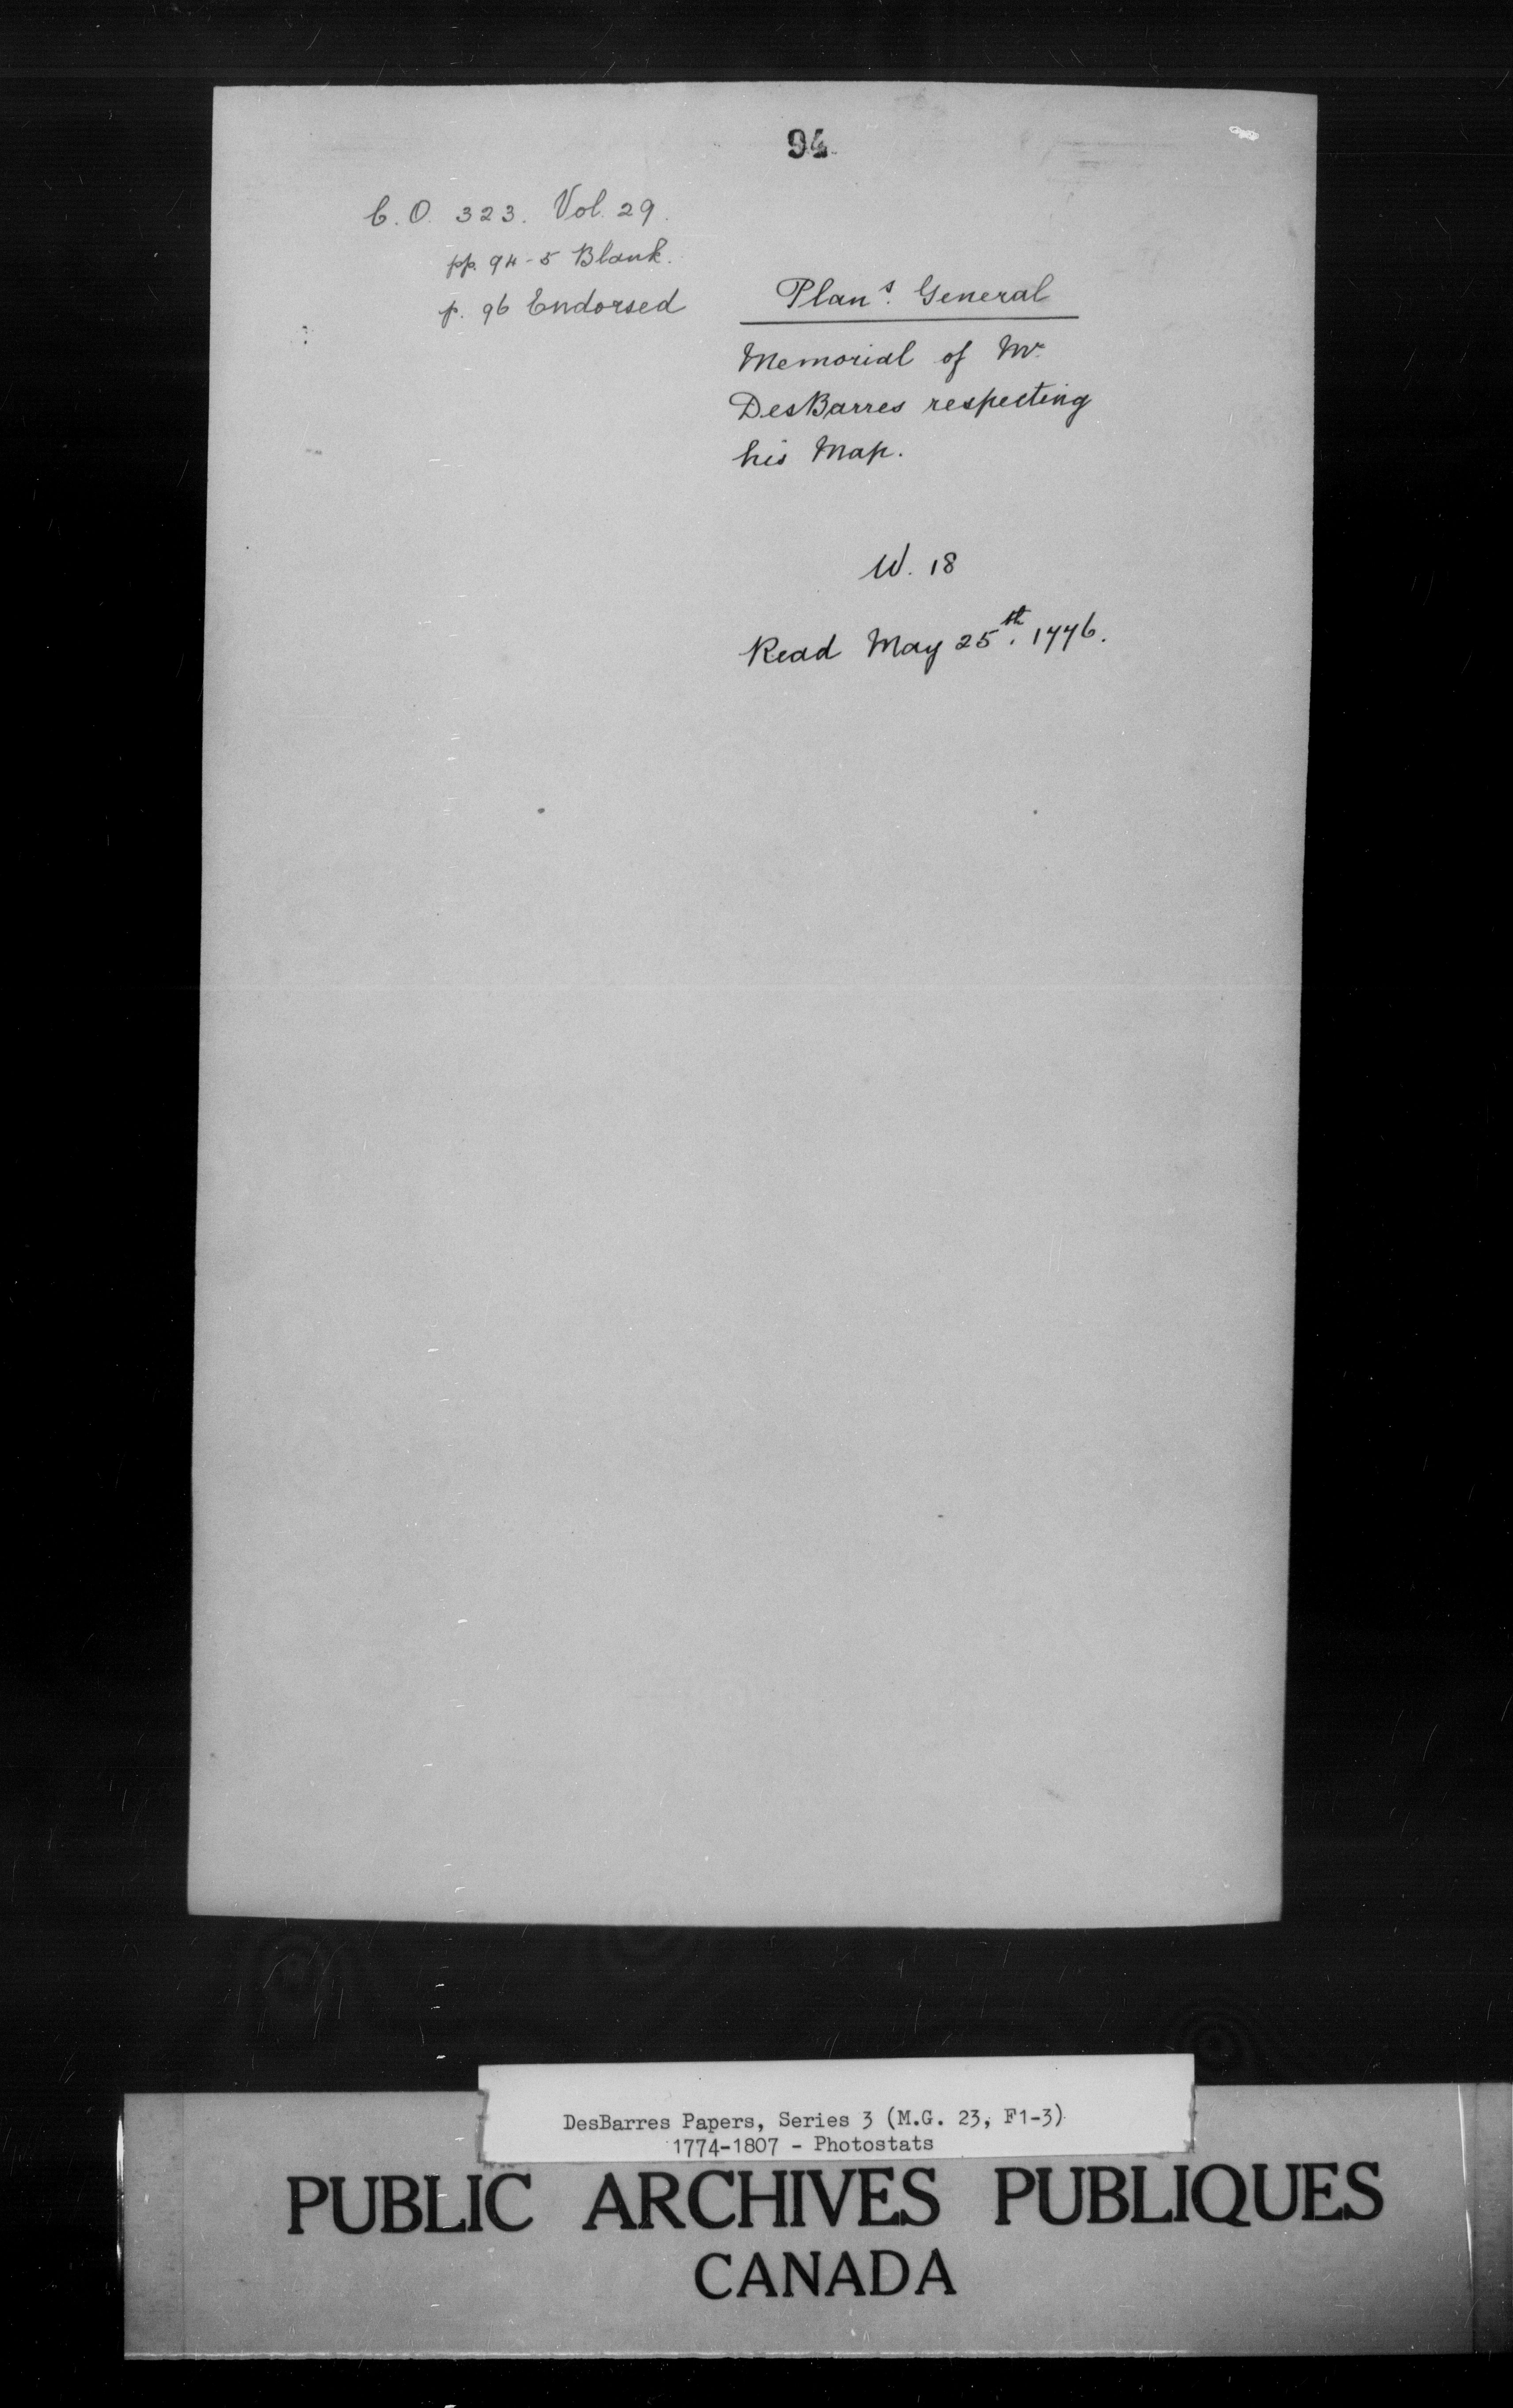 94
C.O. 323. Vol. 29.
pp. 94-5 Blank.
p. 96 Endorsed
Plans. General
Memorial of Mr
DesBarres respecting
his Map.
W. 18
Read May 25th. 1776.
DesBarres Papers, Series 3 (M.G. 23, F1-3)
1774-1807 - Photostats
PUBLIC ARCHIVES PUBLIQUES
CANADA